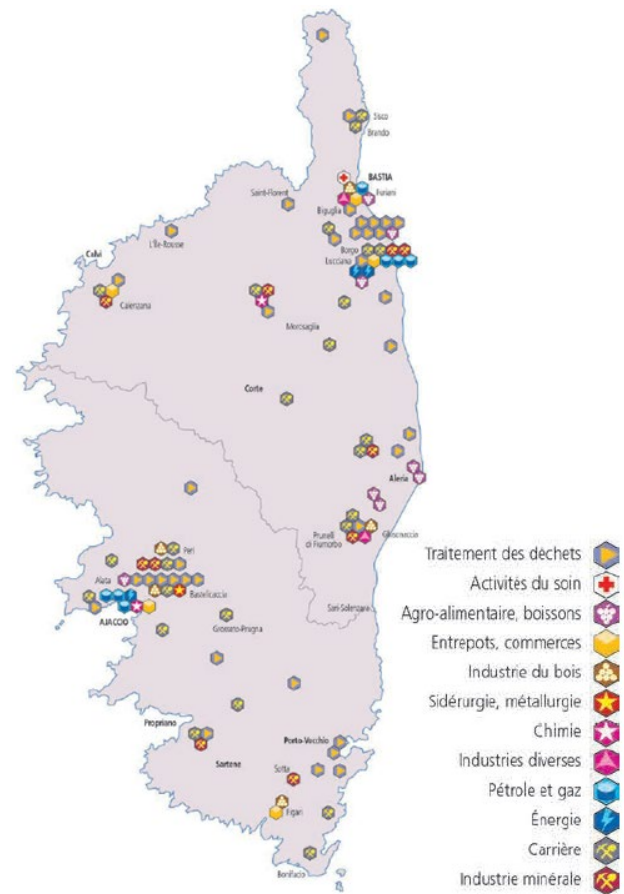 Sisco
Brando
BASTIA
Furiani
Saint-Florent
Biguglia
L'Île-Rousse
Borgo
Calvi
Lucciana
Calenzana
Morosaglia
Corte
Aleria
Prunelli
di Fiumorbo
Ghisonaccia
Peri
Alata
Bastelicaccia
AJACCIO
Sari-Solenzara
Grosseto-Prugna
Propriano
Porto-Vecchio
Sartene
Sotta
Figari
Bonifacio
Traitement des déchets
Activités du soin
Agro-alimentaire, boissons
Entrepots, commerces
Industrie du bois
Sidérurgie, métallurgie
Chimie
Industries diverses
Pétrole et gaz
Énergie
Carrière
Industrie minérale